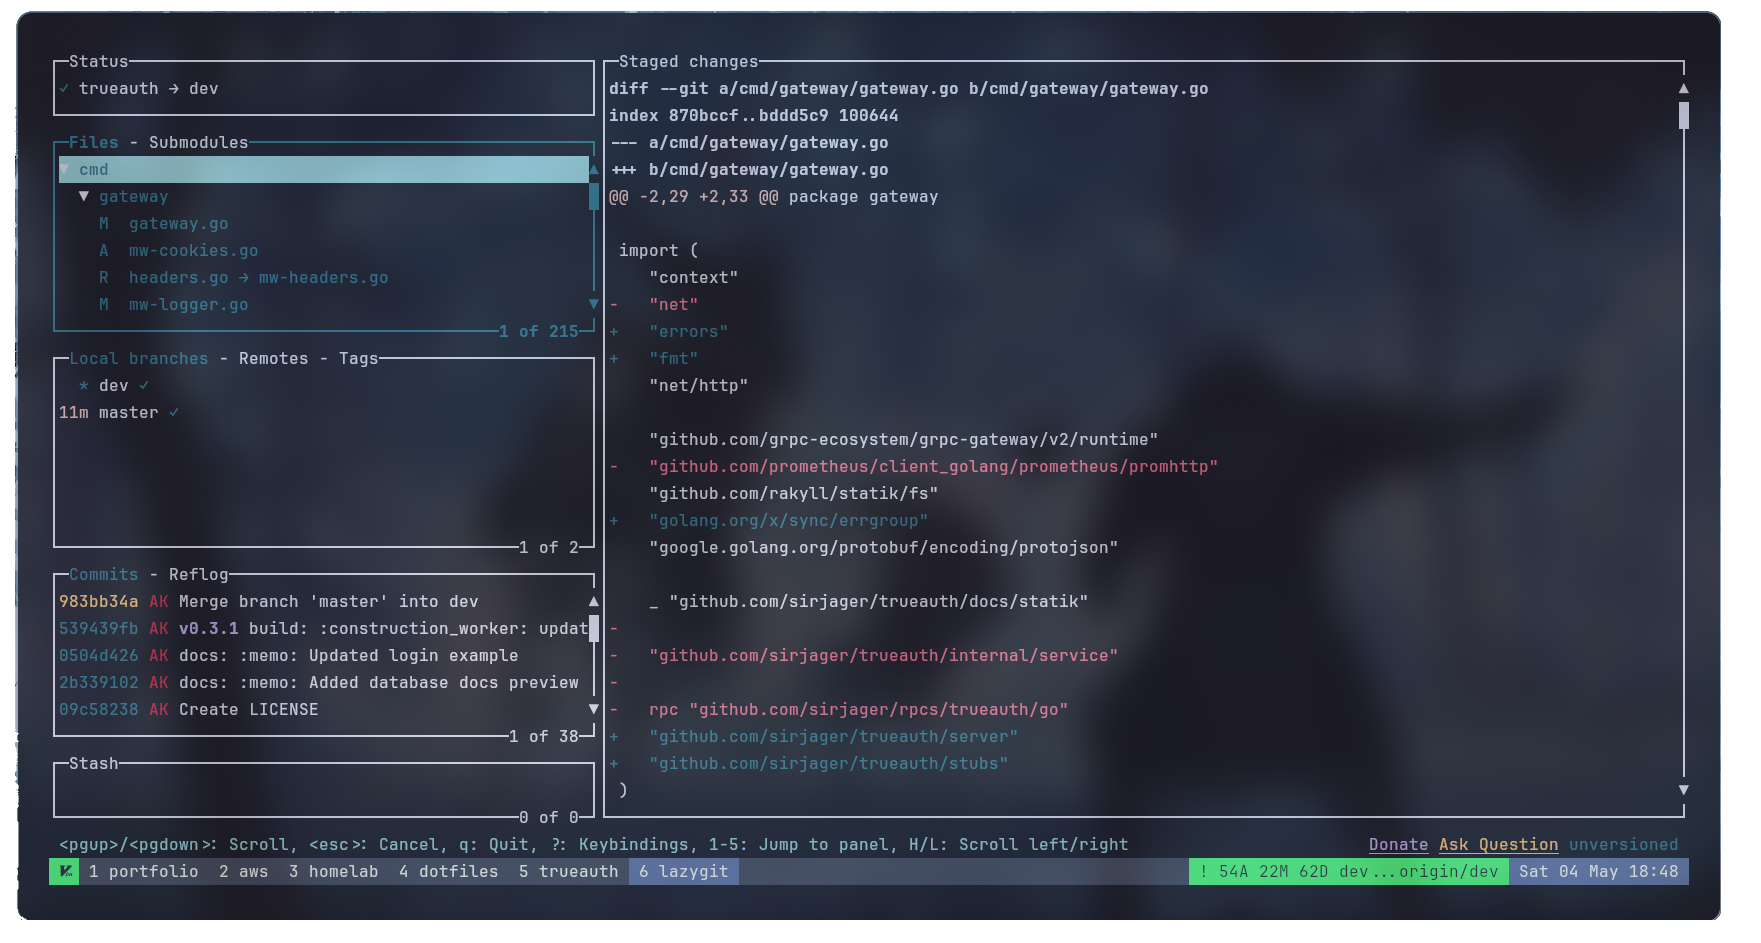 Status
✓ trueauth → dev
Files - Submodules
▼ cmd
▼ gateway
M gateway.go
A mw-cookies.go
R headers.go → mw-headers.go
M mw-logger.go
1 of 215
Local branches - Remotes - Tags
* dev ✓
11m master ✓
1 of 2
Commits - Reflog
983bb34a AK Merge branch 'master' into dev
539439fb AK v0.3.1 build: :construction_worker: updat
0504d426 AK docs: :memo: Updated login example
2b339102 AK docs: :memo: Added database docs preview
09c58238 AK Create LICENSE
1 of 38
Stash
0 of 0
Staged changes
diff --git a/cmd/gateway/gateway.go b/cmd/gateway/gateway.go
index 870bccf..bddd5c9 100644
--- a/cmd/gateway/gateway.go
+++ b/cmd/gateway/gateway.go
@@ -2,29 +2,33 @@ package gateway
import (
"context"
- "net"
+ "errors"
+ "fmt"
"net/http"
"github.com/grpc-ecosystem/grpc-gateway/v2/runtime"
- "github.com/prometheus/client_golang/prometheus/promhttp"
"github.com/rakyll/statik/fs"
+ "golang.org/x/sync/errgroup"
"google.golang.org/protobuf/encoding/protojson"
_ "github.com/sirjager/trueauth/docs/statik"
-
- "github.com/sirjager/trueauth/internal/service"
-
- rpc "github.com/sirjager/rpcs/trueauth/go"
+ "github.com/sirjager/trueauth/server"
+ "github.com/sirjager/trueauth/stubs"
)
<pgup>/<pgdown>: Scroll, <esc>: Cancel, q: Quit, ?: Keybindings, 1-5: Jump to panel, H/L: Scroll left/right
Donate Ask Question unversioned
1 portfolio 2 aws 3 homelab 4 dotfiles 5 trueauth 6 lazygit
! 54A 22M 62D dev...origin/dev Sat 04 May 18:48